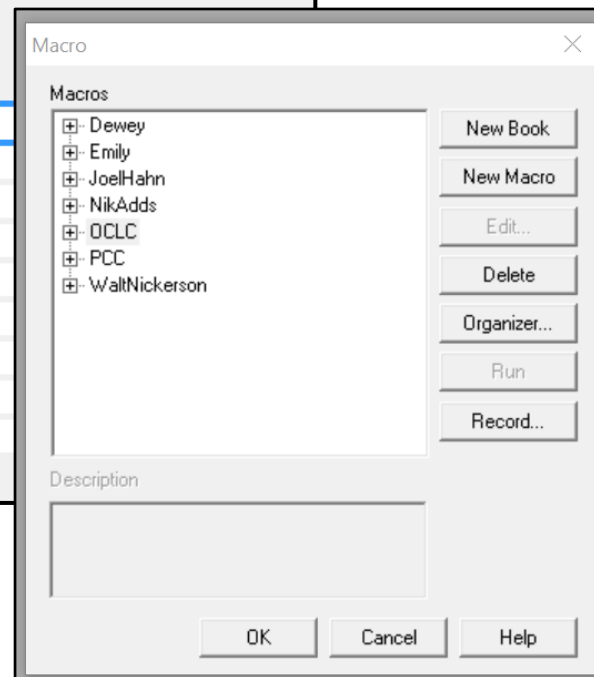 Macro
Macros
Dewey
Emily
JoelHahn
NikAdds
OCLC
PCC
WaltNickerson
New Book
New Macro
Edit...
Delete
Organizer...
Run
Record...
Description
OK
Cancel
Help